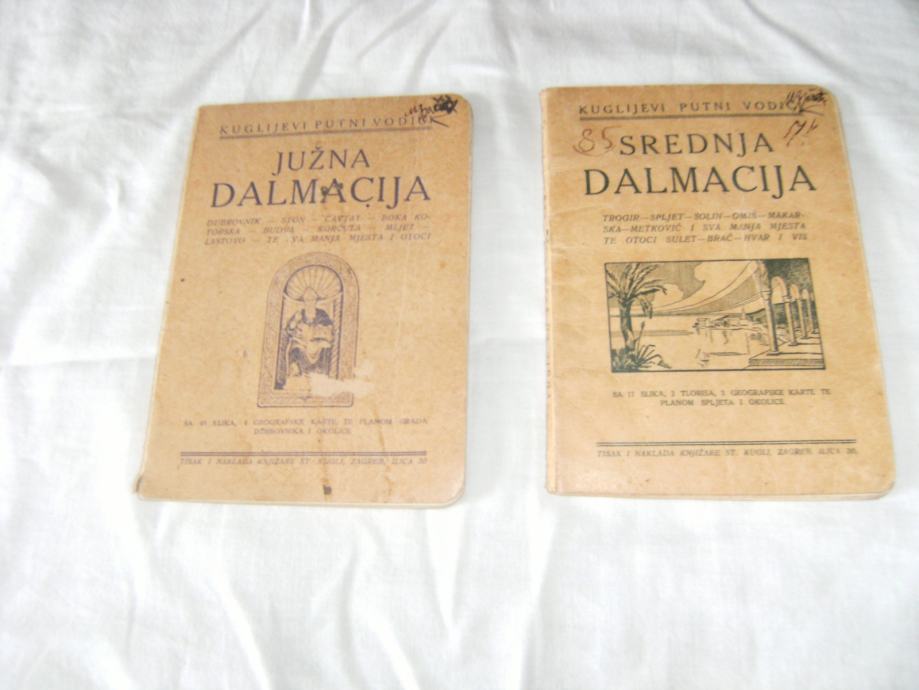 KUGLIJEVI PUTNI VODIČ
JUŽNA
DALMACIJA
DUBROVNIK — STON — CAVTAT — BOKA KO-
TORSKA — BUDVA — KORČULA — MLJET —
LASTOVO — TE SVA MANJA MJESTA I OTOCI
SA 40 SLIKA, 4 GEOGRAFSKE KARTE, TE PLANOM GRADA
DUBROVNIKA I OKOLICE
TISAK I NAKLADA KNJIŽARE ST. KUGLI, ZAGREB, ILICA 30
KUGLIJEVI PUTNI VODIČ
85
SREDNJA
DALMACIJA
TROGIR — SPLJET — SOLIN — OMIŠ — MAKAR-
SKA — METKOVIĆ I SVA MANJA MJESTA
TE OTOCI ŠULET — BRAČ — HVAR I VIS
SA 17 SLIKA, 2 TLORISA, 3 GEOGRAFSKE KARTE TE
PLANOM SPLJETA I OKOLICE.
TISAK I NAKLADA KNJIŽARE ST. KUGLI, ZAGREB, ILICA 30.